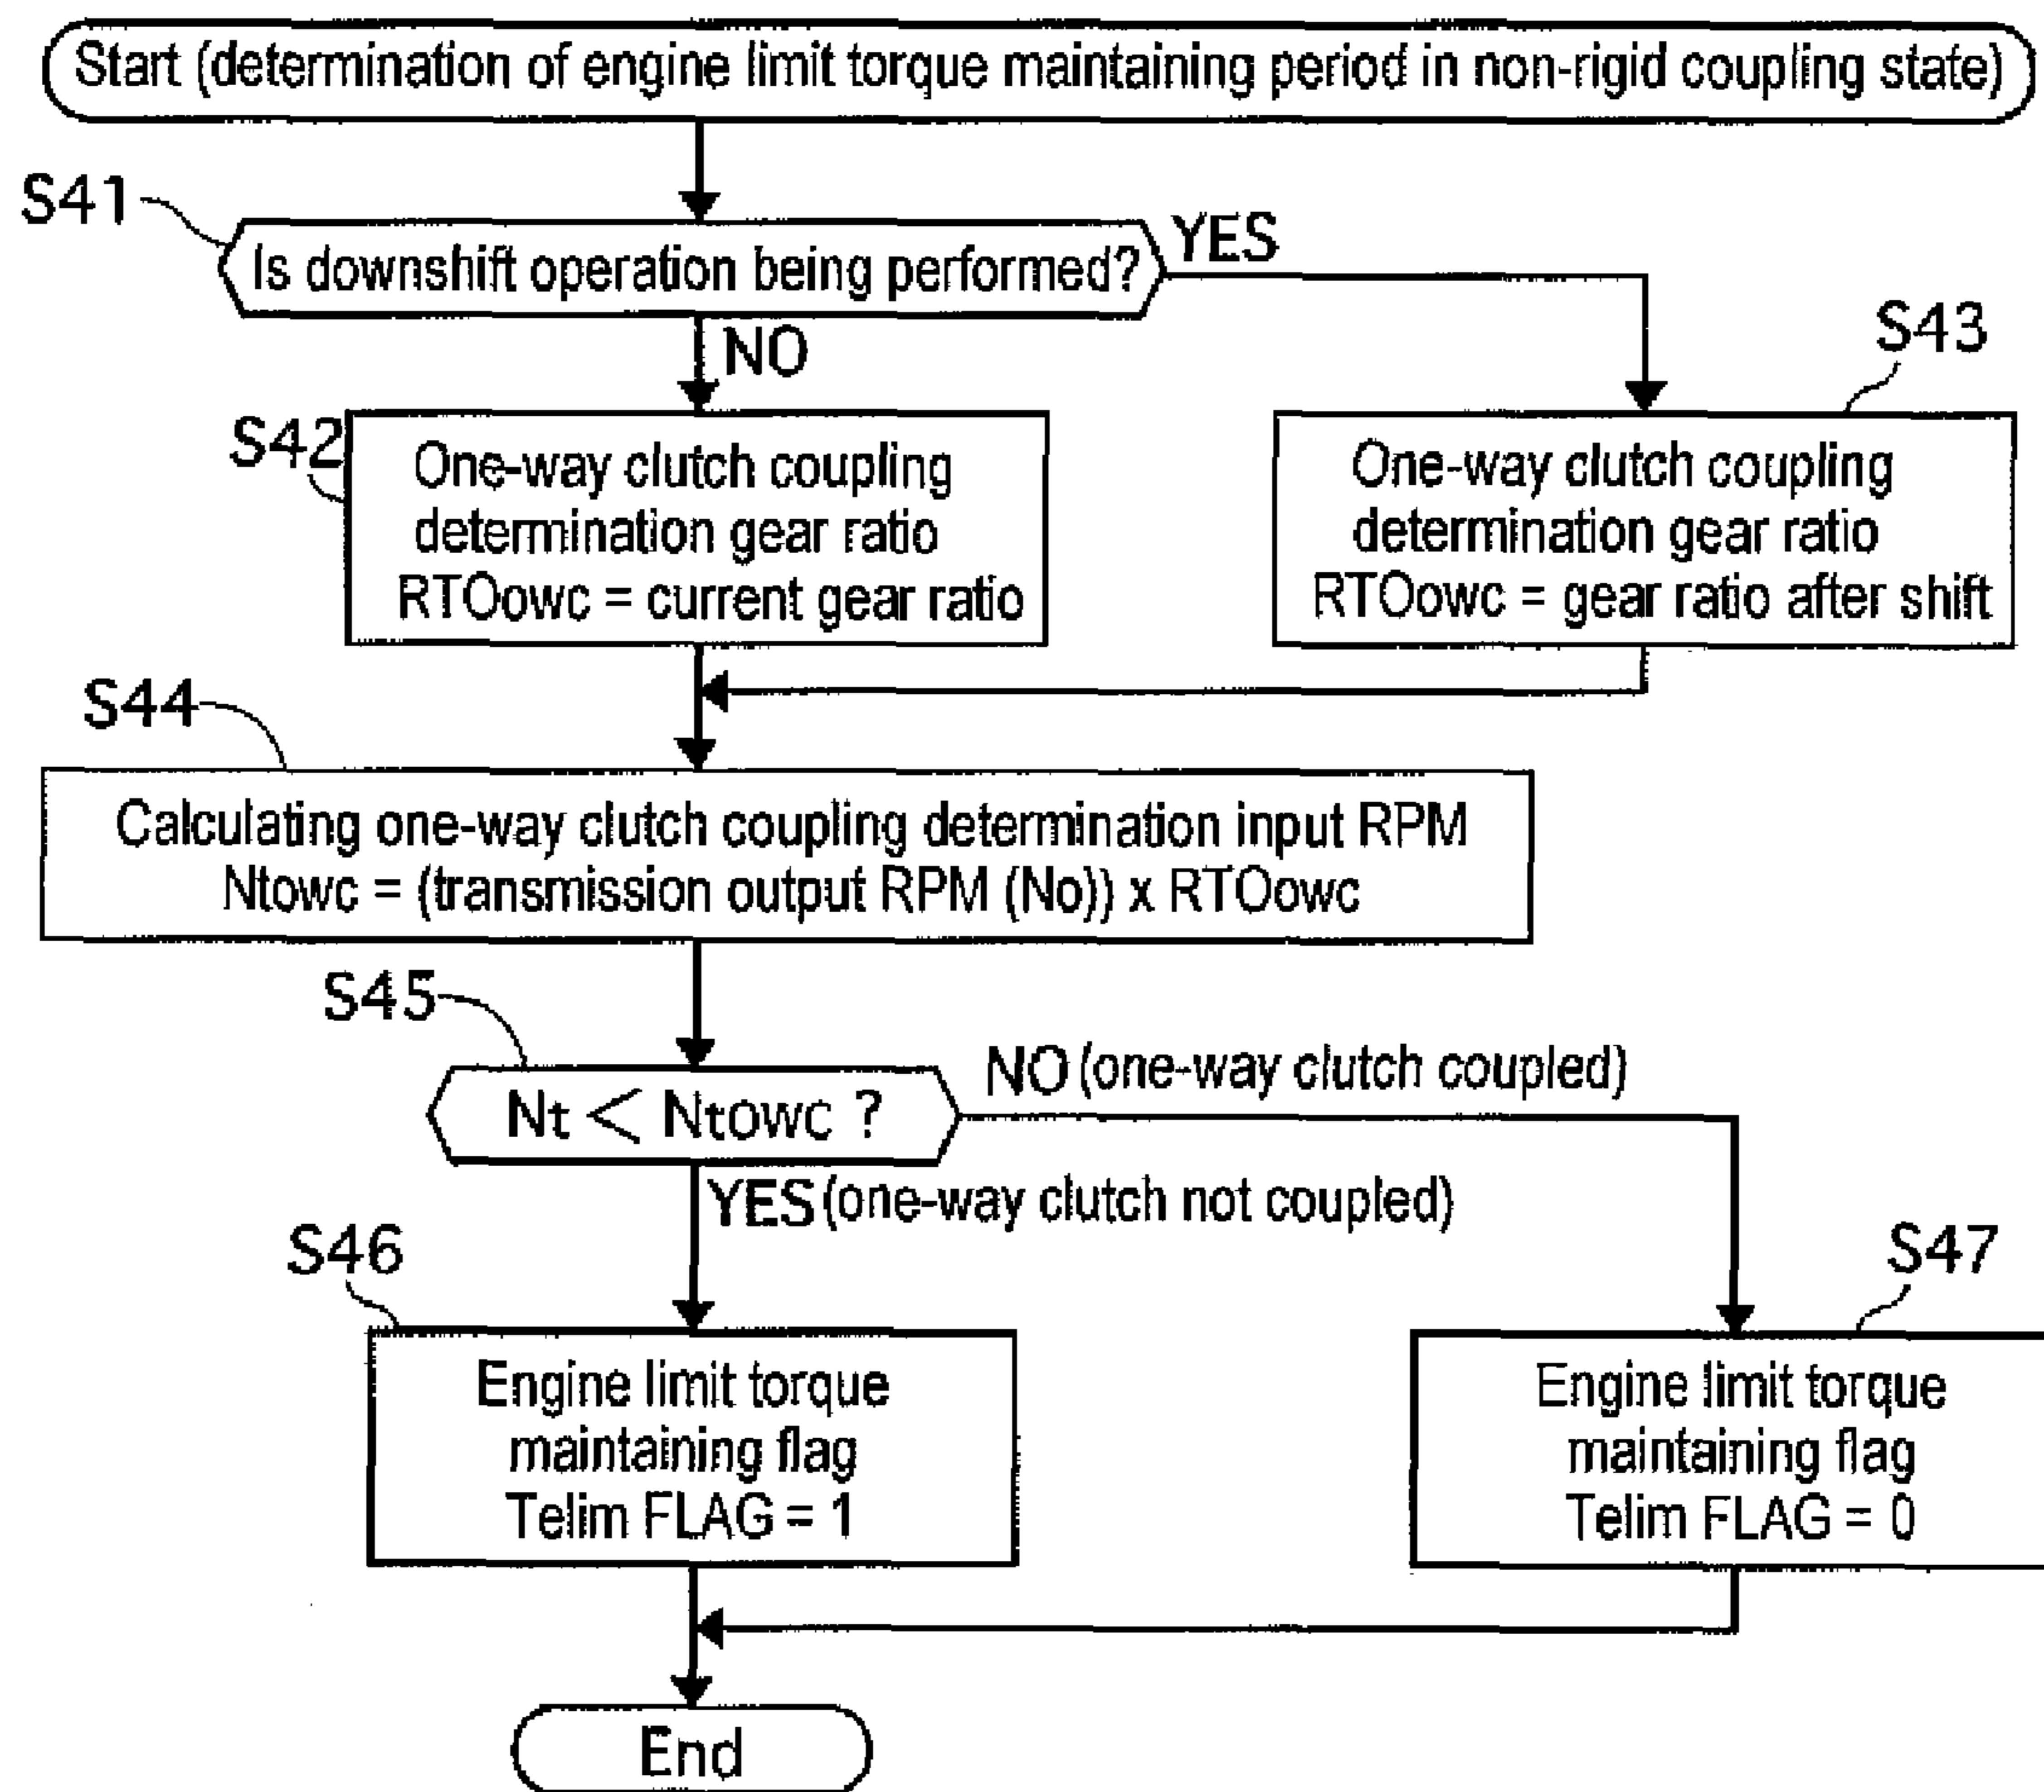 Start (determination of engine limit torque maintaining period in non-rigid coupling state)
S41
Is downshift operation being performed?
YES
NO
S43
S42
One-way clutch coupling
determination gear ratio
RTOowc = current gear ratio
One-way clutch coupling
determination gear ratio
RTOowc = gear ratio after shift
S44
Calculating one-way clutch coupling determination input RPM
Ntowc = (transmission output RPM (No)) x RTOowc
S45
Nt < Ntowc ?
NO (one-way clutch coupled)
YES (one-way clutch not coupled)
S46
S47
Engine limit torque
maintaining flag
Telim FLAG = 1
Engine limit torque
maintaining flag
Telim FLAG = 0
End